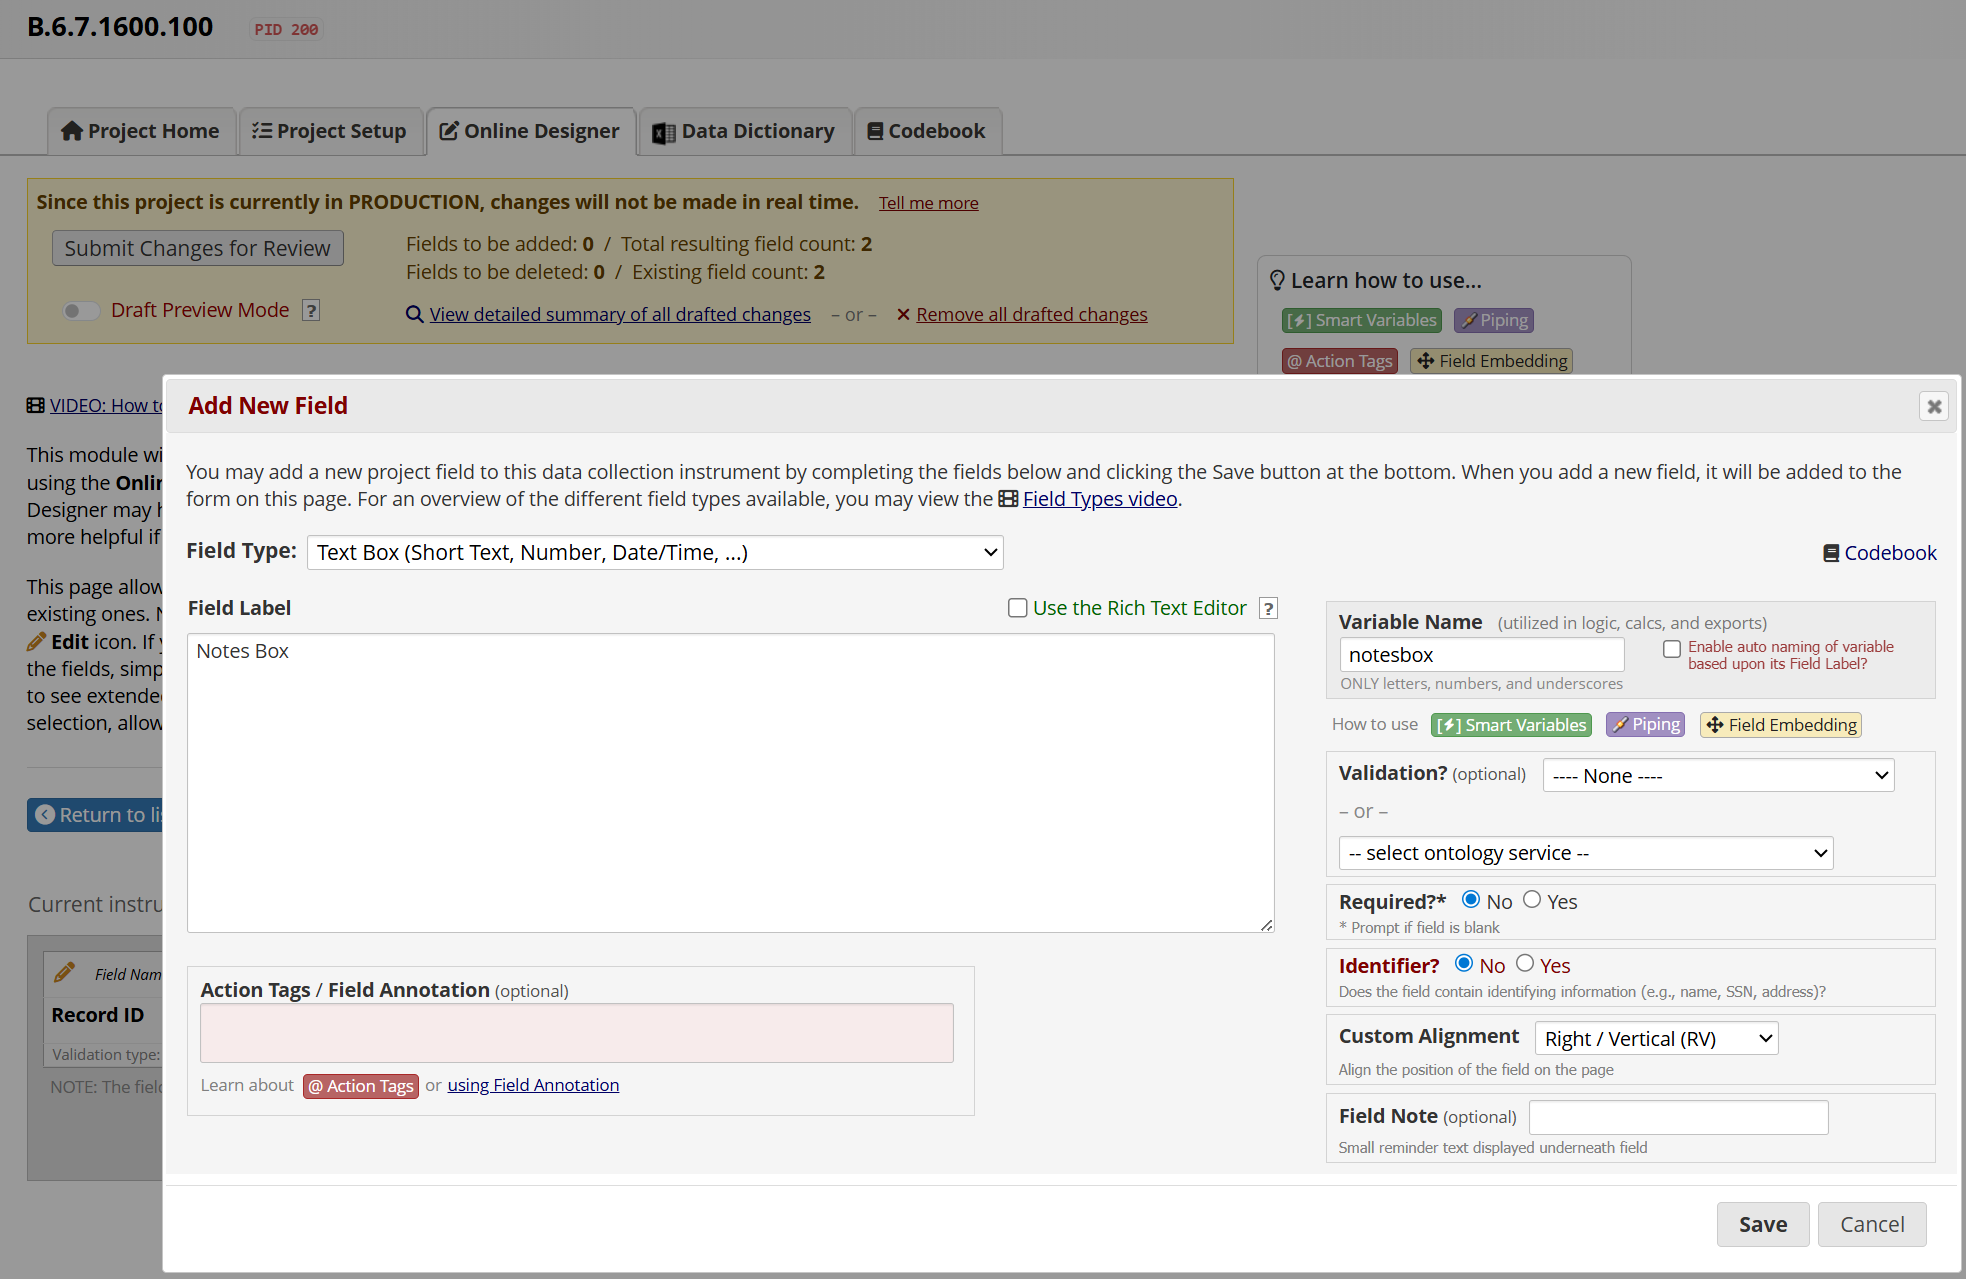 B.6.7.1600.100 PID 200
Project Home Project Setup Online Designer Data Dictionary Codebook
Since this project is currently in PRODUCTION, changes will not be made in real time. Tell me more
Submit Changes for Review
Fields to be added: 0 / Total resulting field count: 2
Fields to be deleted: 0 / Existing field count: 2
Draft Preview Mode ?
View detailed summary of all drafted changes – or – Remove all drafted changes
Learn how to use...
[⚡] Smart Variables Piping
@ Action Tags Field Embedding
VIDEO: How to
This module wi
using the Onlin
Designer may h
more helpful if
This page allow
existing ones. N
Edit icon. If y
the fields, simp
to see extended
selection, allow
Return to lis
Current instru
Field Nam
Record ID
Validation type:
NOTE: The field
Add New Field
You may add a new project field to this data collection instrument by completing the fields below and clicking the Save button at the bottom. When you add a new field, it will be added to the
form on this page. For an overview of the different field types available, you may view the Field Types video.
Field Type: Text Box (Short Text, Number, Date/Time, ...)
Codebook
Field Label
Use the Rich Text Editor ?
Notes Box
Action Tags / Field Annotation (optional)
Learn about @ Action Tags or using Field Annotation
Variable Name (utilized in logic, calcs, and exports)
notesbox
Enable auto naming of variable
based upon its Field Label?
ONLY letters, numbers, and underscores
How to use [⚡] Smart Variables Piping Field Embedding
Validation? (optional) ---- None ----
– or –
-- select ontology service --
Required?* No Yes
* Prompt if field is blank
Identifier? No Yes
Does the field contain identifying information (e.g., name, SSN, address)?
Custom Alignment Right / Vertical (RV)
Align the position of the field on the page
Field Note (optional)
Small reminder text displayed underneath field
Save Cancel